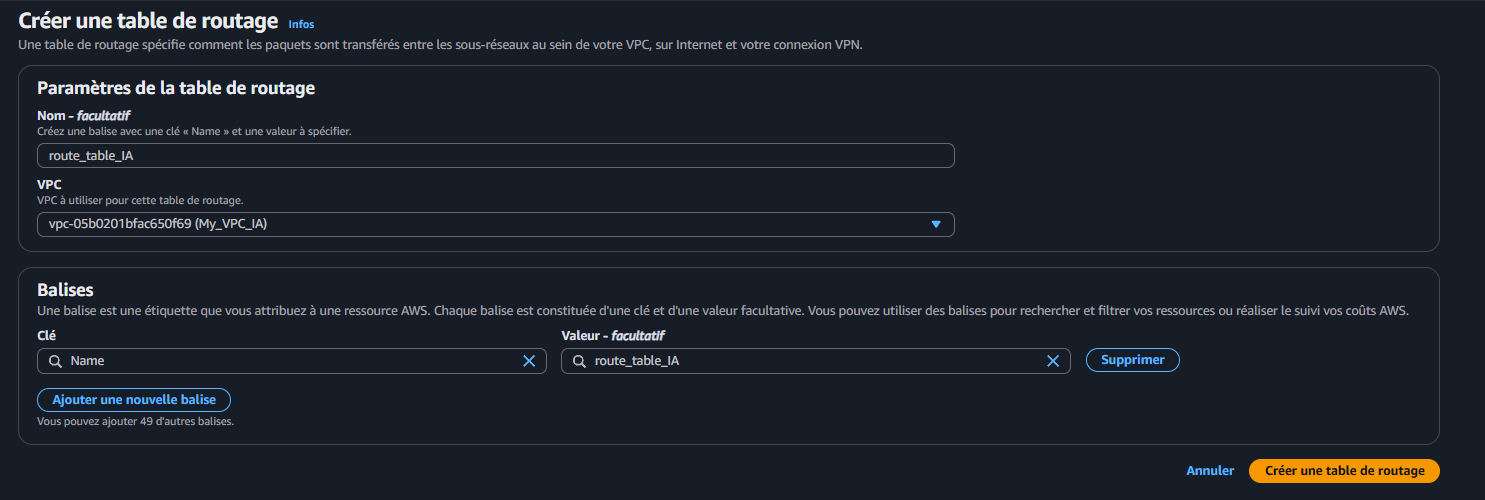 Créer une table de routage Infos
Une table de routage spécifie comment les paquets sont transférés entre les sous-réseaux au sein de votre VPC, sur Internet et votre connexion VPN.
Paramètres de la table de routage
Nom - facultatif
Créez une balise avec une clé « Name » et une valeur à spécifier.
route_table_IA
VPC
VPC à utiliser pour cette table de routage.
vpc-05b0201bfac650f69 (My_VPC_IA)
Balises
Une balise est une étiquette que vous attribuez à une ressource AWS. Chaque balise est constituée d'une clé et d'une valeur facultative. Vous pouvez utiliser des balises pour rechercher et filtrer vos ressources ou réaliser le suivi vos coûts AWS.
Clé Valeur - facultatif
Name route_table_IA Supprimer
Ajouter une nouvelle balise
Vous pouvez ajouter 49 d'autres balises.
Annuler Créer une table de routage